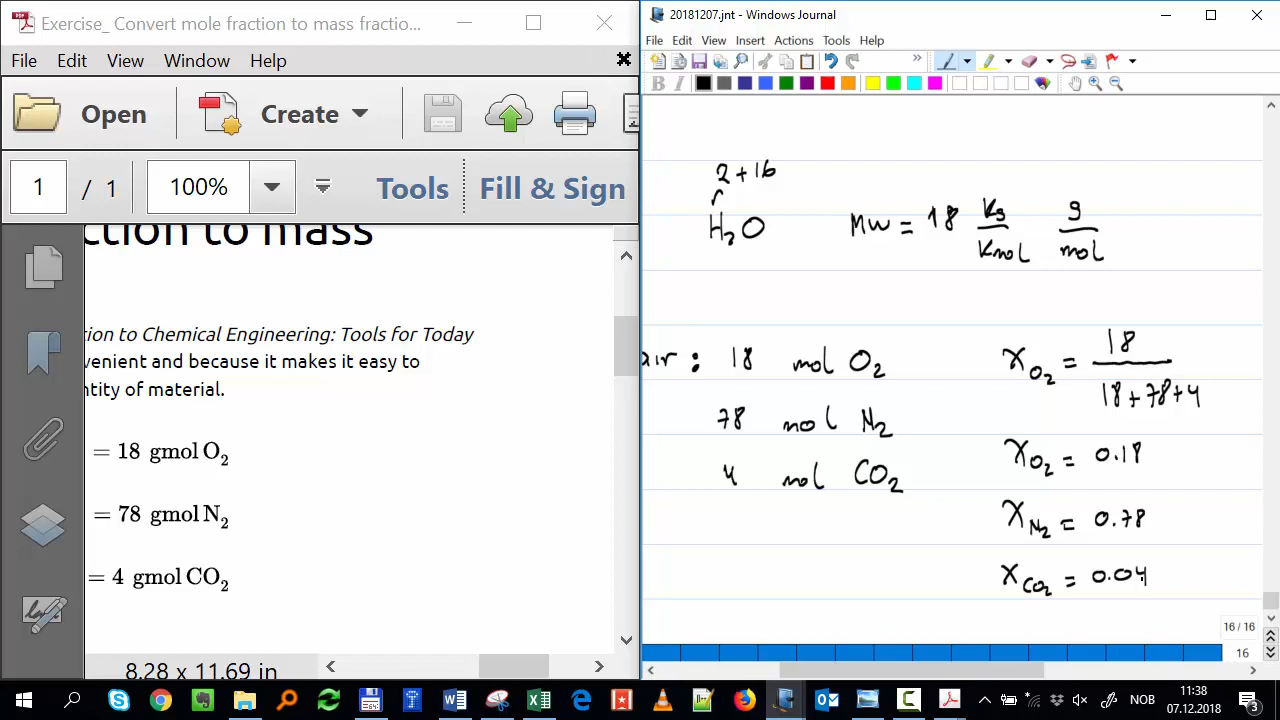 Exercise_ Convert mole fraction to mass fractio...
File Edit View Window Help
Open Create
1 / 1 100% Tools Fill & Sign
ction to mass
tion to Chemical Engineering: Tools for Today
venient and because it makes it easy to
ntity of material.
= 18 gmol O₂
= 78 gmol N₂
= 4 gmol CO₂
8.28 x 11.69 in
20181207.jnt - Windows Journal
File Edit View Insert Actions Tools Help
B I
2 + 16
H₂O MW = 18 Kg/Kmol g/mol
air : 18 mol O₂
78 mol N₂
4 mol CO₂
x O₂ = 18/(18+78+4)
x O₂ = 0.18
x N₂ = 0.78
x CO₂ = 0.04
16 / 16
16
NOB
11:38
07.12.2018
3